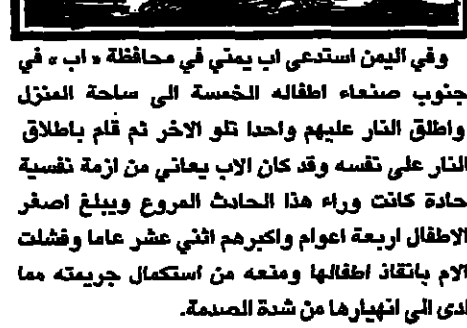 وفي اليمن استدعى اب يمني في محافظة « اب » في
جنوب صنعاء اطفاله الخمسة الى ساحة المنزل
واطلق النار عليهم واحدا تلو الاخر ثم قام باطلاق
النار على نفسه وقد كان الاب يعاني من ازمة نفسية
حادة كانت وراء هذا الحادث المروع ويبلغ اصغر
الاطفال اربعة اعوام واكبرهم اثني عشر عاما وفشلت
الام بانقاذ اطفالها ومنعه من استكمال جريمته مما
ادى الى انهيارها من شدة الصدمة.